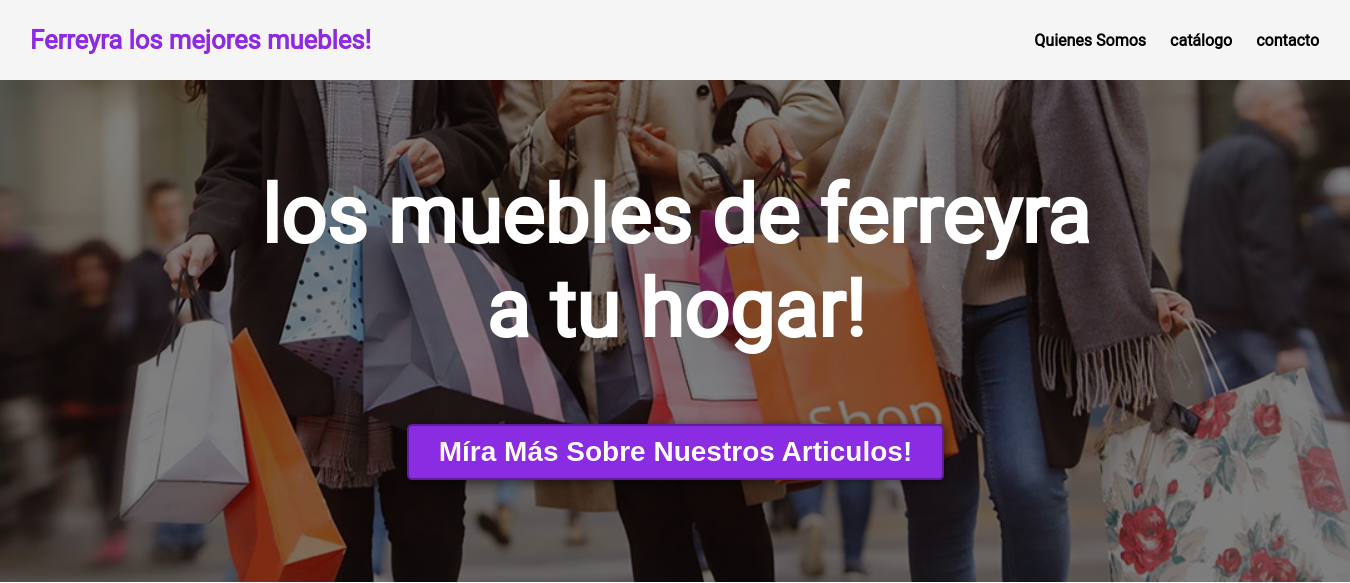 Ferreyra los mejores muebles!
Quienes Somos catálogo contacto
los muebles de ferreyra
a tu hogar!
Shop
Míra Más Sobre Nuestros Articulos!